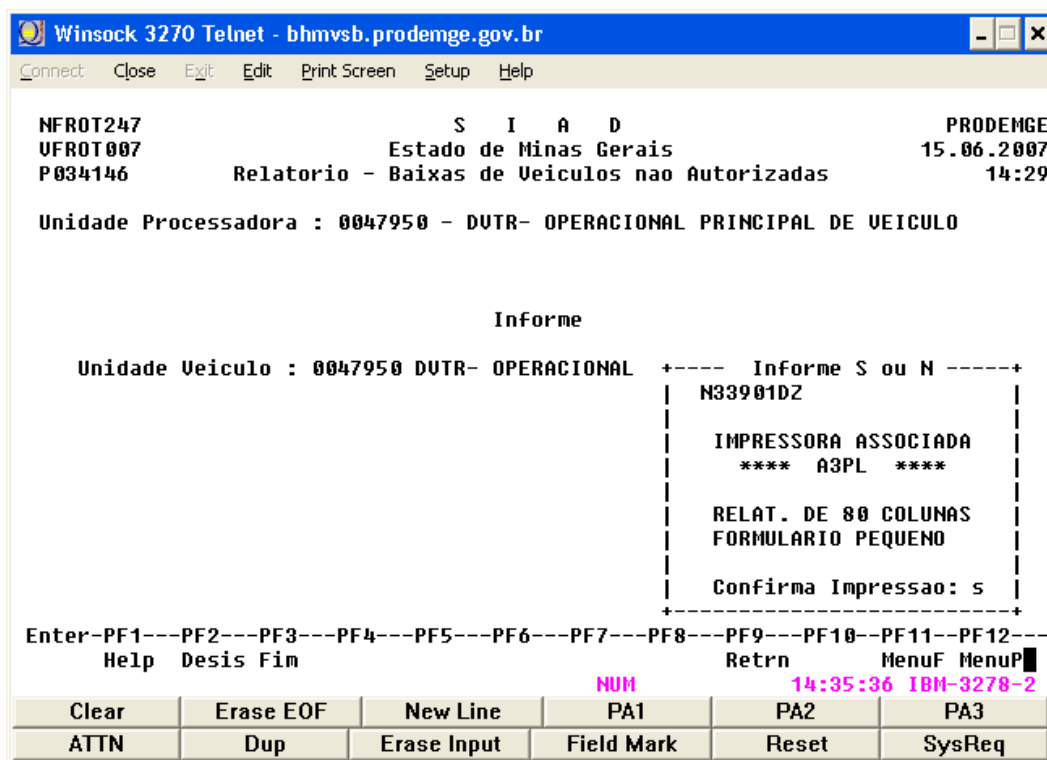 Winsock 3270 Telnet - bhmvsb.prodemge.gov.br
Connect Close Exit Edit Print Screen Setup Help
NFROT247 S I A D PRODEMGE
VFROT007 Estado de Minas Gerais 15.06.2007
P034146 Relatorio - Baixas de Veiculos nao Autorizadas 14:29
Unidade Processadora : 0047950 - DVTR- OPERACIONAL PRINCIPAL DE VEICULO
Informe
Unidade Veiculo : 0047950 DVTR- OPERACIONAL +---- Informe S ou N -----+
| N33901DZ |
| IMPRESSORA ASSOCIADA |
| **** A3PL **** |
| RELAT. DE 80 COLUNAS |
| FORMULARIO PEQUENO |
| Confirma Impressao: s |
+--------------------------+
Enter-PF1---PF2---PF3---PF4---PF5---PF6---PF7---PF8---PF9---PF10--PF11--PF12---
Help Desis Fim Retrn MenuF MenuP
NUM 14:35:36 IBM-3278-2
Clear Erase EOF New Line PA1 PA2 PA3
ATTN Dup Erase Input Field Mark Reset SysReq